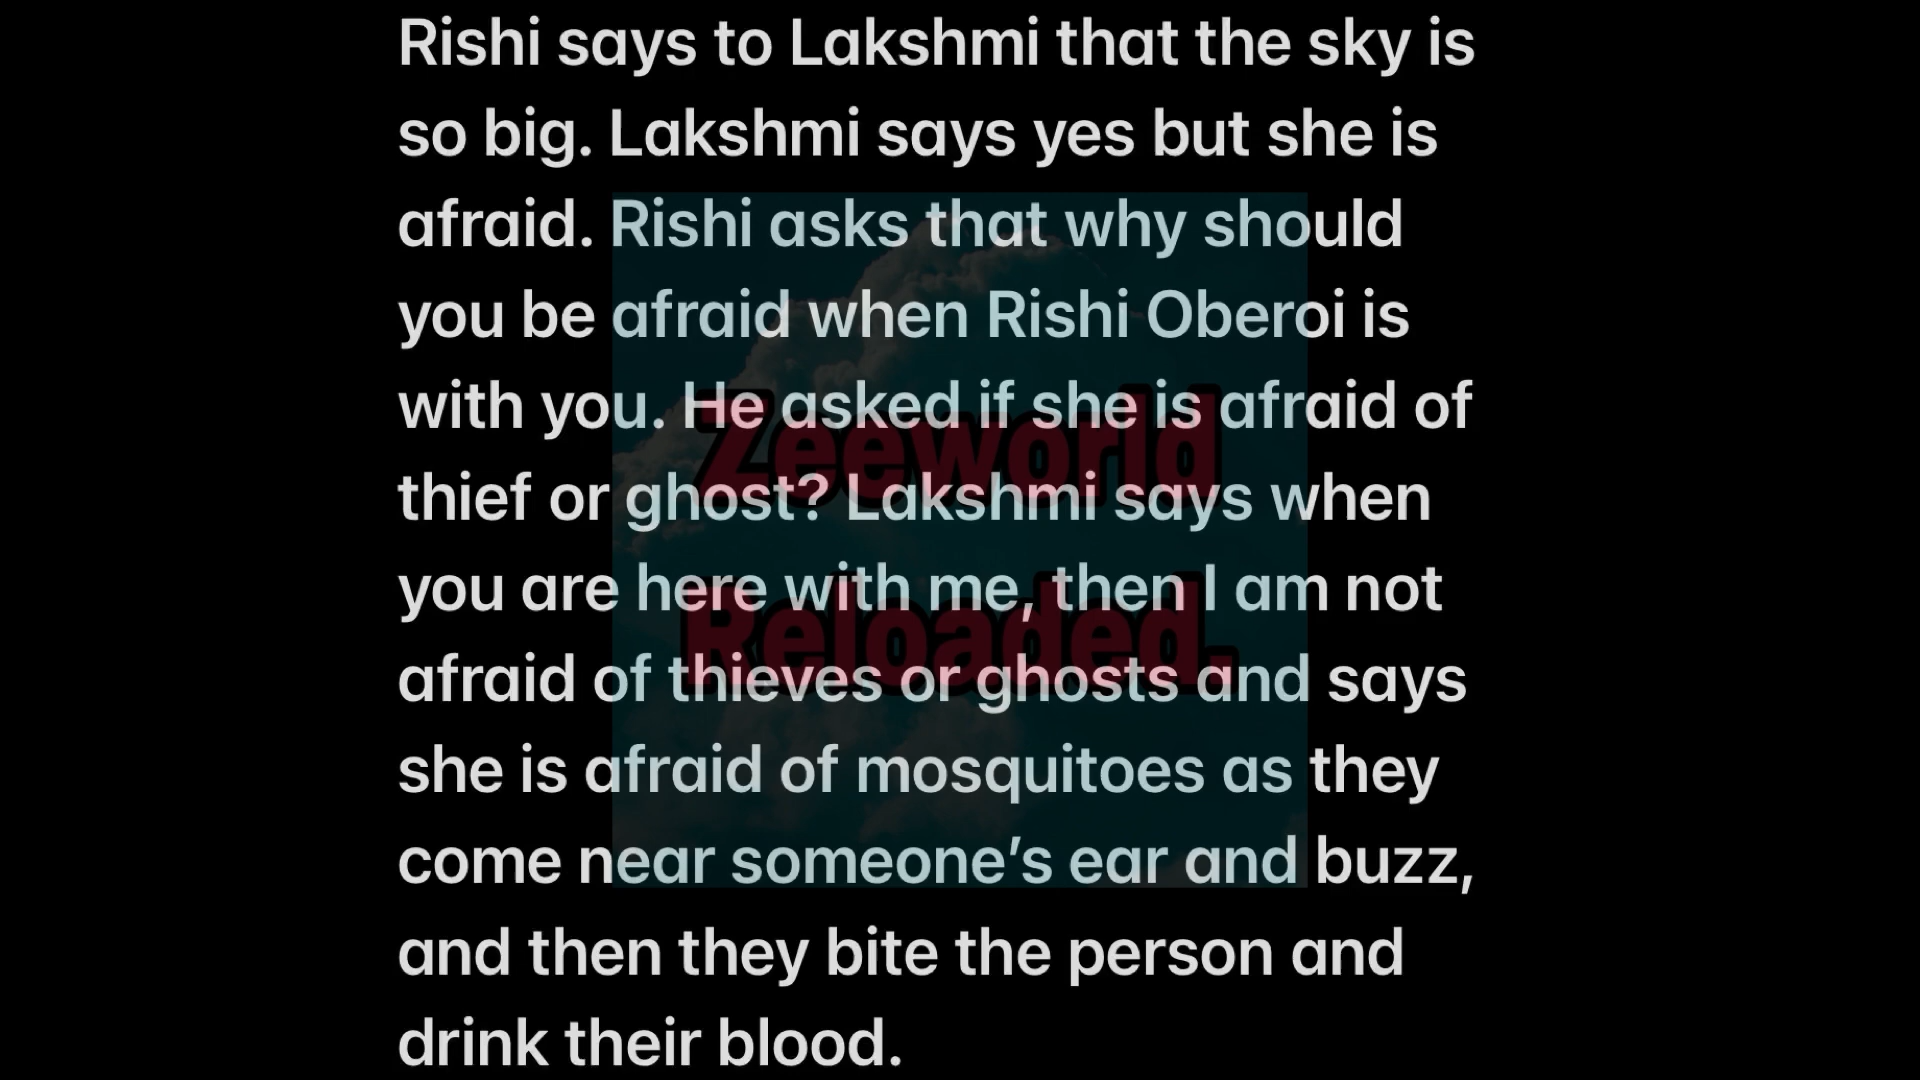 Rishi says to Lakshmi that the sky is
so big. Lakshmi says yes but she is
afraid. Rishi asks that why should
you be afraid when Rishi Oberoi is
with you. He asked if she is afraid of
thief or ghost? Lakshmi says when
you are here with me, then I am not
afraid of thieves or ghosts and says
she is afraid of mosquitoes as they
come near someone’s ear and buzz,
and then they bite the person and
drink their blood.
Zeeworld
Reloaded.